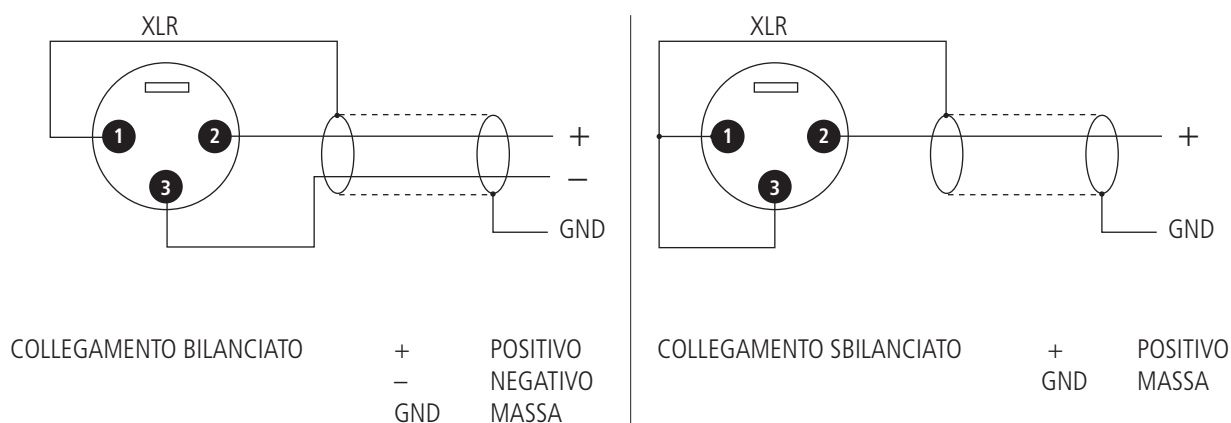 XLR
1
2
3
+
–
GND
COLLEGAMENTO BILANCIATO + POSITIVO
– NEGATIVO
GND MASSA
XLR
1
2
3
+
GND
COLLEGAMENTO SBILANCIATO + POSITIVO
GND MASSA